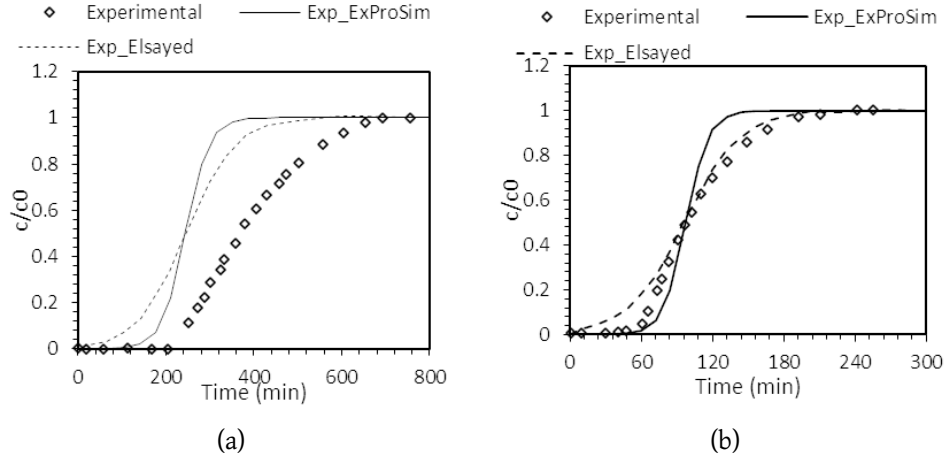 Experimental
Exp_ExProSim
Exp_Elsayed
1.2
1
0.8
0.6
0.4
0.2
0
c/c0
0
200
400
600
800
Time (min)
(a)
Experimental
Exp_ExProSim
Exp_Elsayed
1.2
1
0.8
0.6
0.4
0.2
0
c/c0
0
60
120
180
240
300
Time (min)
(b)